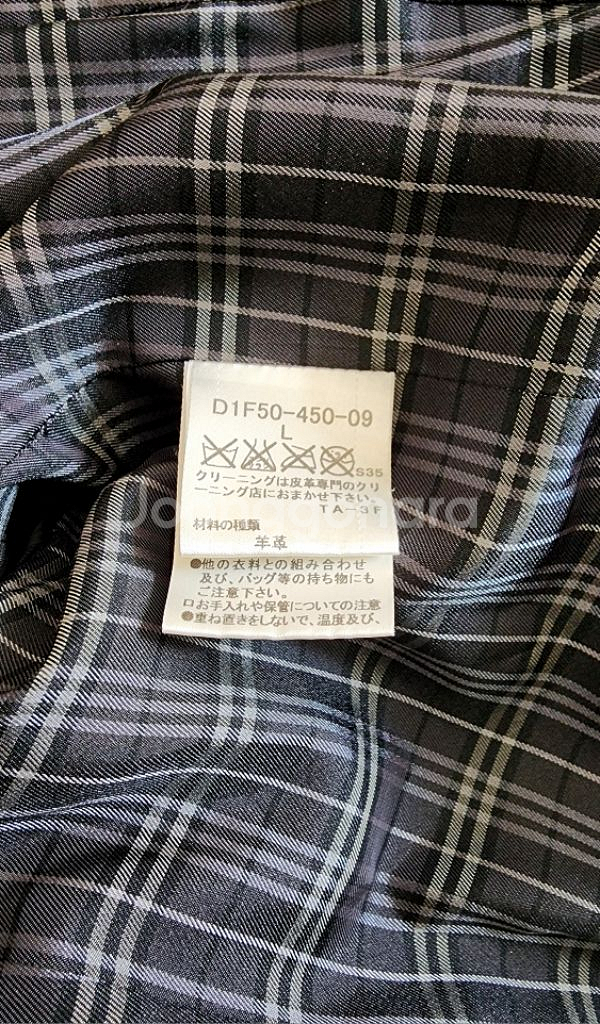 D1F50-450-09
L
S35
クリーニングは皮革専門のクリ
ーニング店におまかせ下さい。
TA-3F
材料の種類
羊革
●他の衣料との組み合わせ
及び、バッグ等の持ち物にも
ご注意下さい。
口お手入れや保管についての注意
●重ね置きをしないで、温度及び、